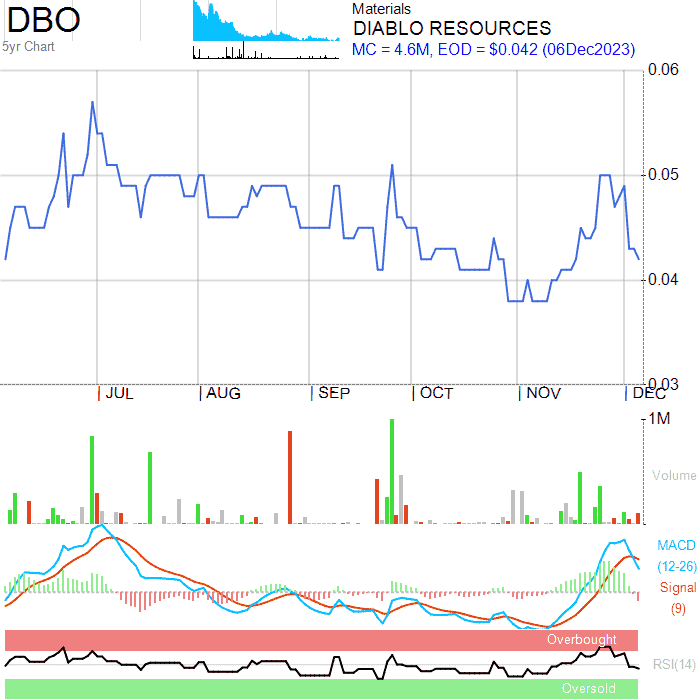 DBO
5yr Chart
Materials
DIABLO RESOURCES
MC = 4.6M, EOD = $0.042 (06Dec2023)
0.06
0.05
0.04
0.03
JUL AUG SEP OCT NOV DEC
1M
Volume
MACD
(12-26)
Signal
(9)
Overbought
RSI(14)
Oversold